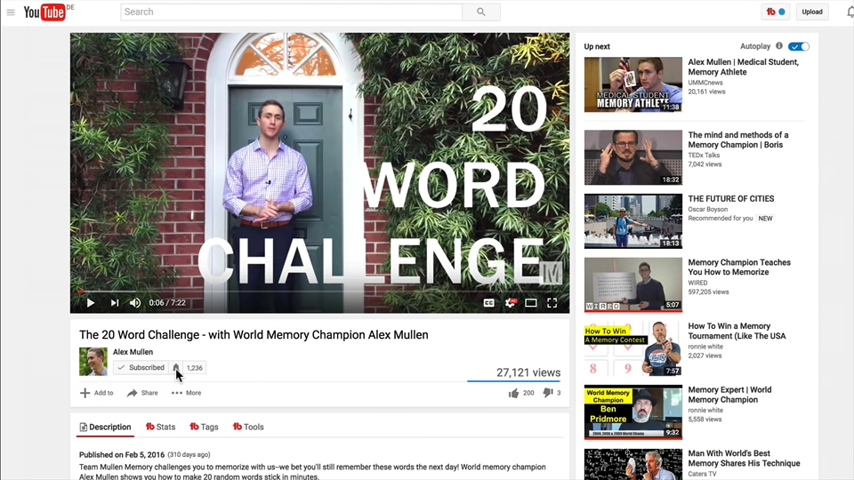 YouTube DE
Search
Upload
20
WORD
CHALLENGE
M
0:06 / 7:22
CC
The 20 Word Challenge - with World Memory Champion Alex Mullen
Alex Mullen
Subscribed
1,236
27,121 views
Add to
Share
More
200
3
Description
Stats
Tags
Tools
Published on Feb 5, 2016 (310 days ago)
Team Mullen Memory challenges you to memorize with us--we bet you'll still remember these words the next day! World memory champion
Alex Mullen shows you how to make 20 random words stick in minutes.
Up next
Autoplay
MEDICAL STUDENT
MEMORY ATHLETE
11:38
Alex Mullen | Medical Student,
Memory Athlete
UMMCnews
20,161 views
18:32
The mind and methods of a
Memory Champion | Boris
TEDx Talks
7,042 views
18:13
THE FUTURE OF CITIES
Oscar Boyson
Recommended for you NEW
WIRED
5:07
Memory Champion Teaches
You How to Memorize
WIRED
597,205 views
How To Win
A Memory Contest
8 9
7:57
How To Win a Memory
Tournament (Like The USA
ronnie white
2,027 views
World Memory
Champion
Ben
Pridmore
9:32
Memory Expert | World
Memory Champion
ronnie white
5,558 views
Man With World's Best
Memory Shares His Technique
Caters TV